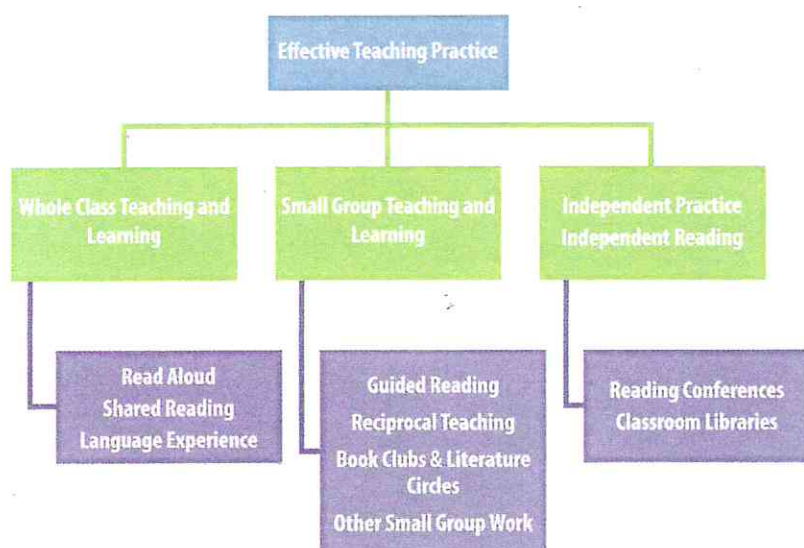 Effective Teaching Practice
Whole Class Teaching and
Learning
Small Group Teaching and
Learning
Independent Practice
Independent Reading
Read Aloud
Shared Reading
Language Experience
Guided Reading
Reciprocal Teaching
Book Clubs & Literature
Circles
Other Small Group Work
Reading Conferences
Classroom Libraries